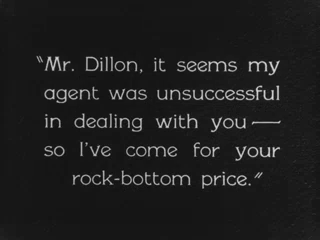 "Mr. Dillon, it seems my
agent was unsuccessful
in dealing with you —
so I've come for your
rock-bottom price."